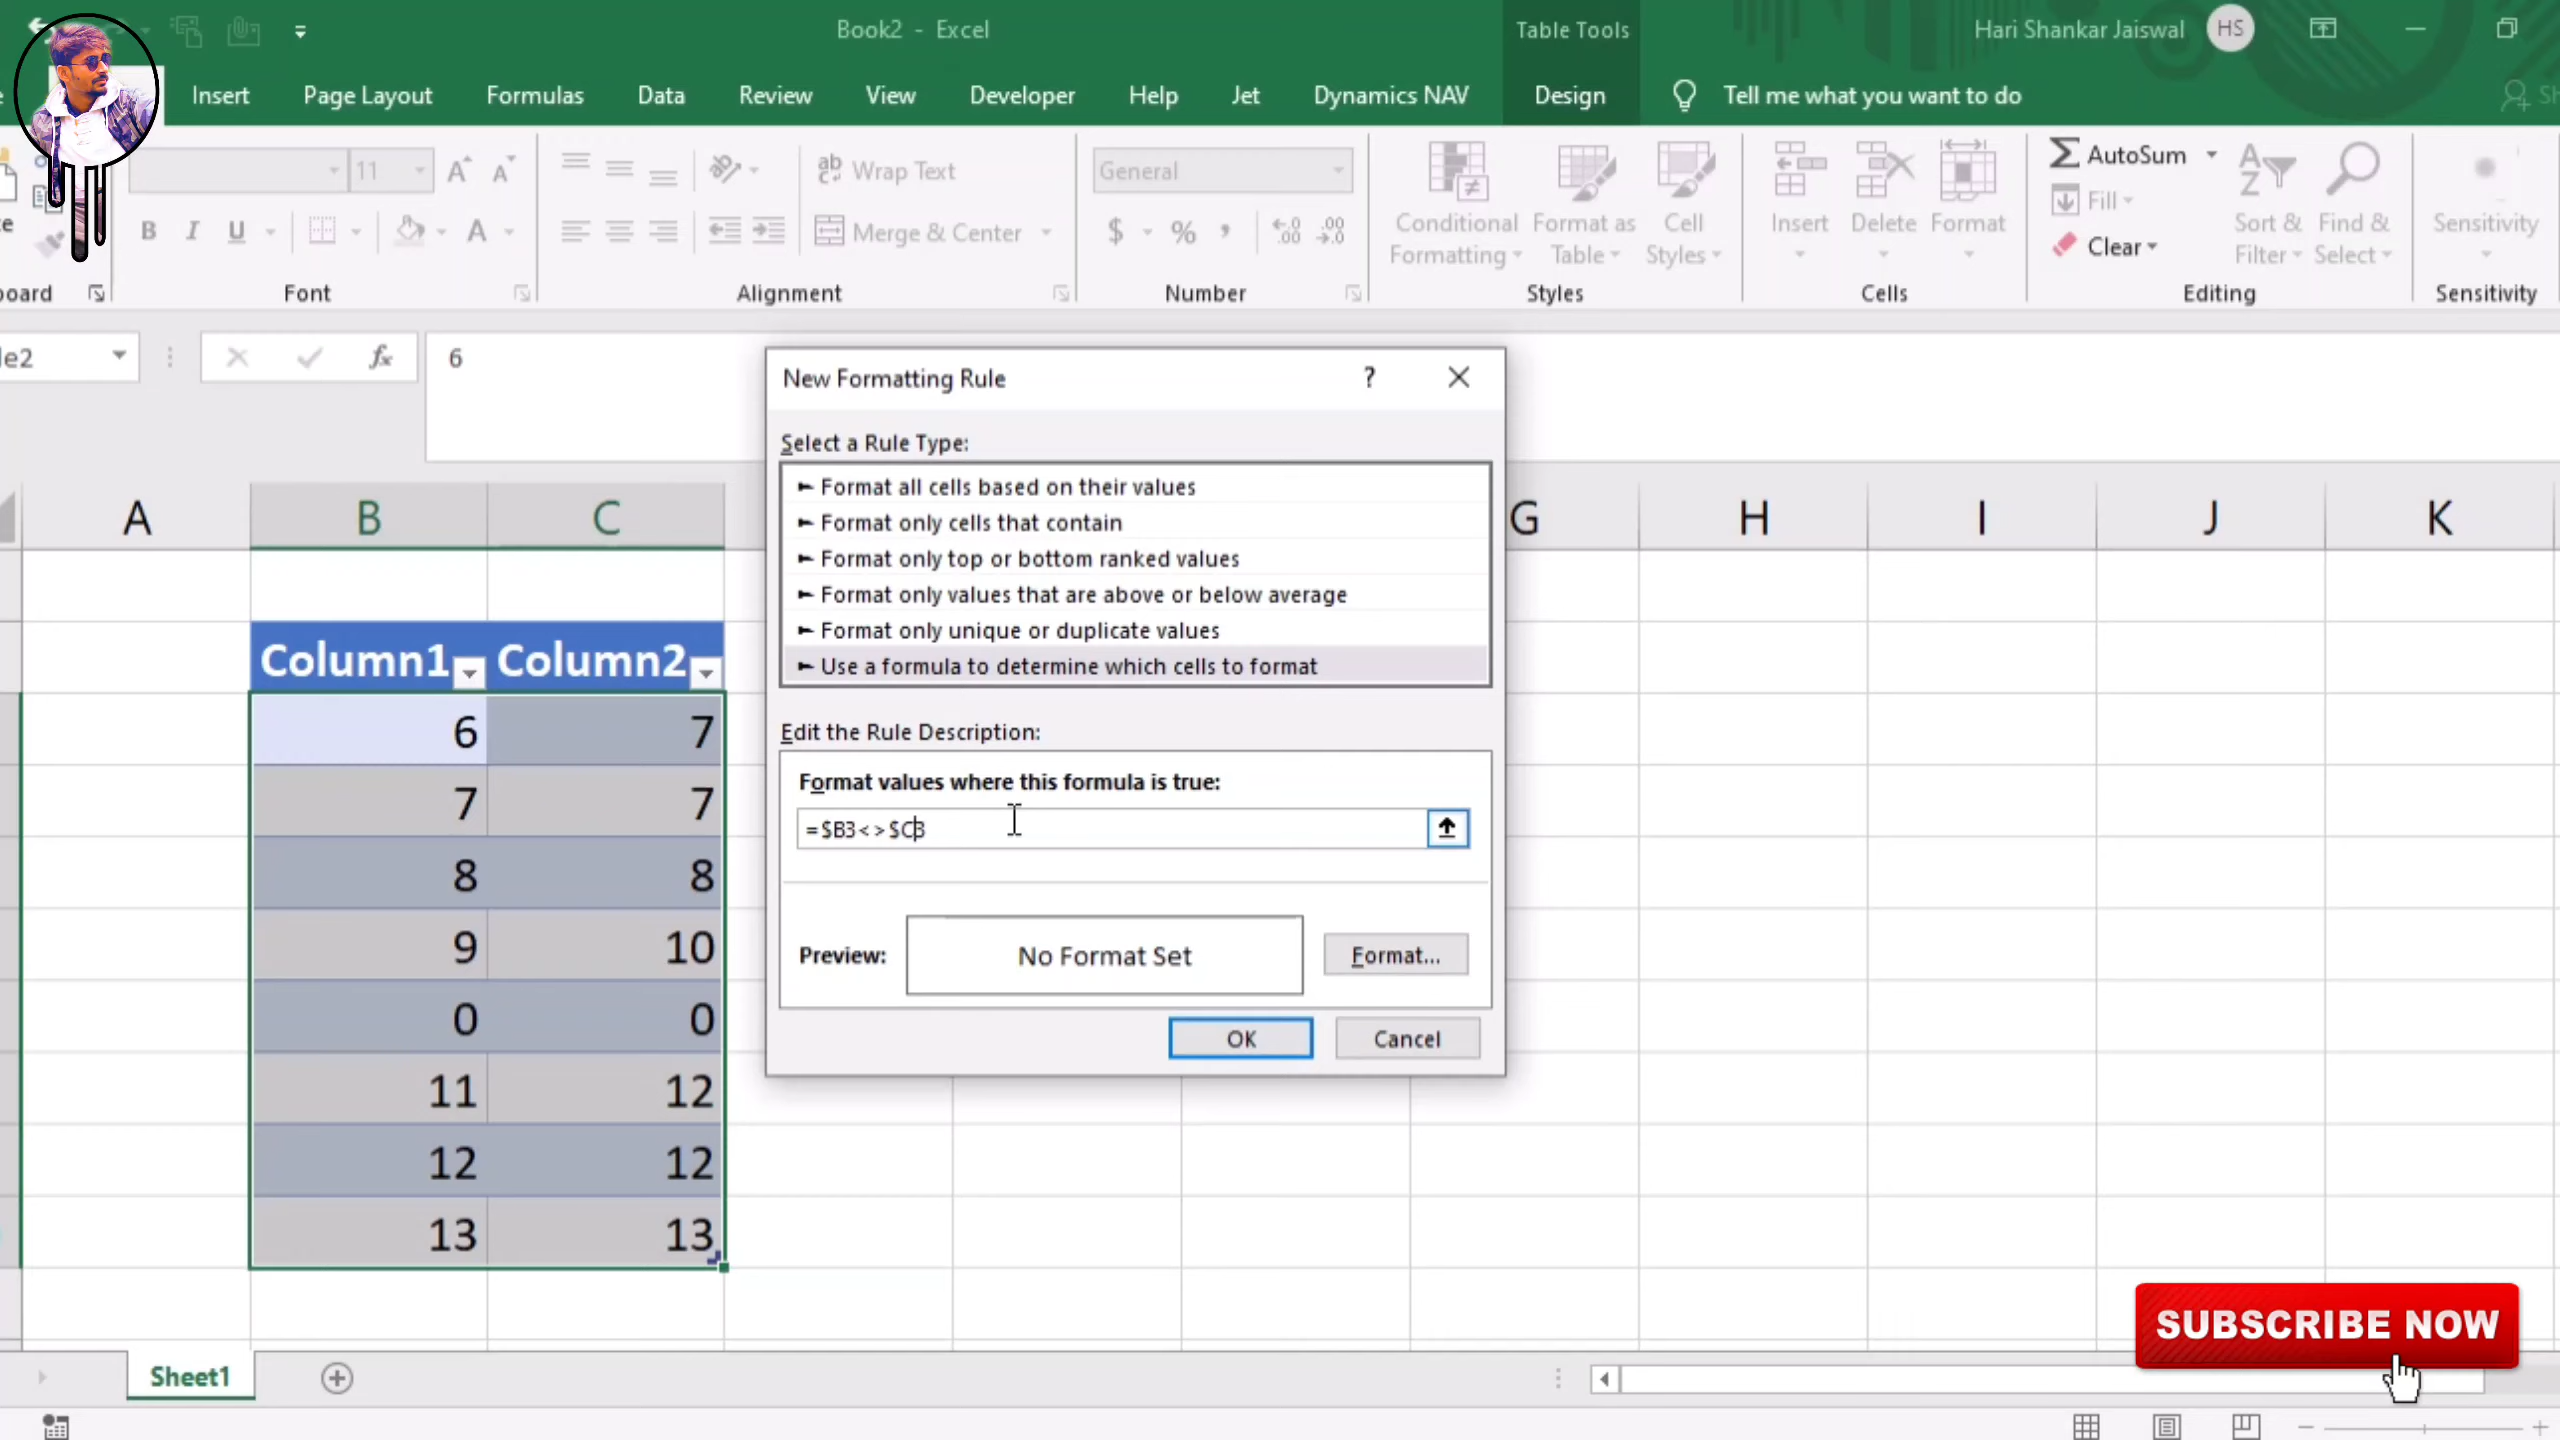 Book2 - Excel
Table Tools
Hari Shankar Jaiswal
HS
Insert
Page Layout
Formulas
Data
Review
View
Developer
Help
Jet
Dynamics NAV
Design
Tell me what you want to do
11
A
A
ab
Wrap Text
General
Conditional
Formatting
Format as
Table
Cell
Styles
Insert
Delete
Format
AutoSum
Fill
Clear
Sort &
Filter
Find &
Select
Sensitivity
B I U
A
Merge & Center
$ % ,
Font
Alignment
Number
Styles
Cells
Editing
Sensitivity
fx
6
A B C G H I J K
Column1 Column2
6 7
7 7
8 8
9 10
0 0
11 12
12 12
13 13
New Formatting Rule
?
Select a Rule Type:
► Format all cells based on their values
► Format only cells that contain
► Format only top or bottom ranked values
► Format only values that are above or below average
► Format only unique or duplicate values
► Use a formula to determine which cells to format
Edit the Rule Description:
Format values where this formula is true:
=$B3<>$C3
Preview:
No Format Set
Format...
OK
Cancel
SUBSCRIBE NOW
Sheet1